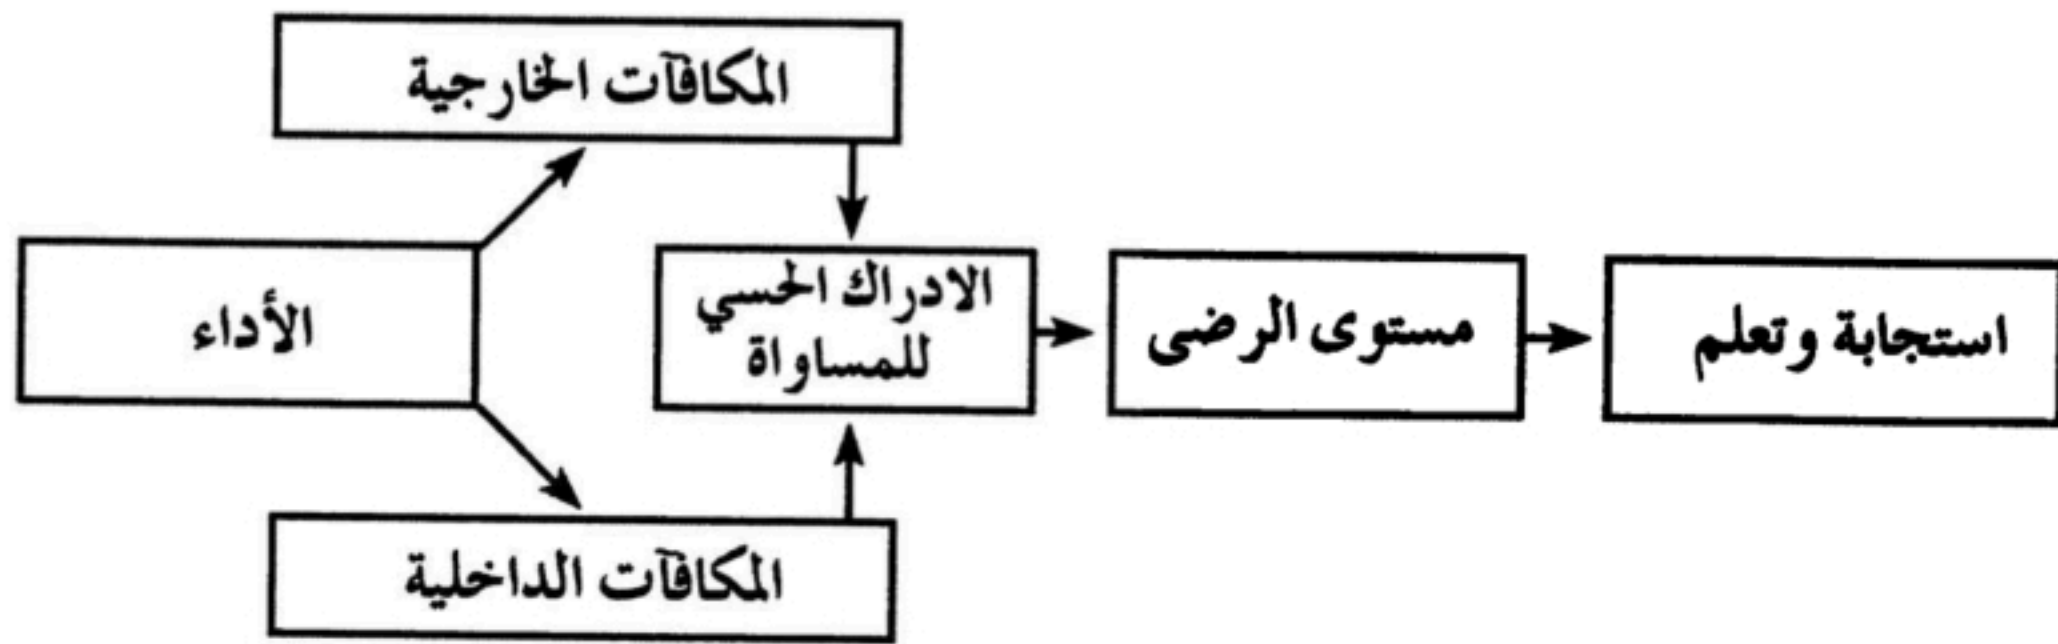 المكافآت الخارجية
الأداء
الادراك الحسي
للمساواة
مستوى الرضى
استجابة وتعلم
المكافآت الداخلية